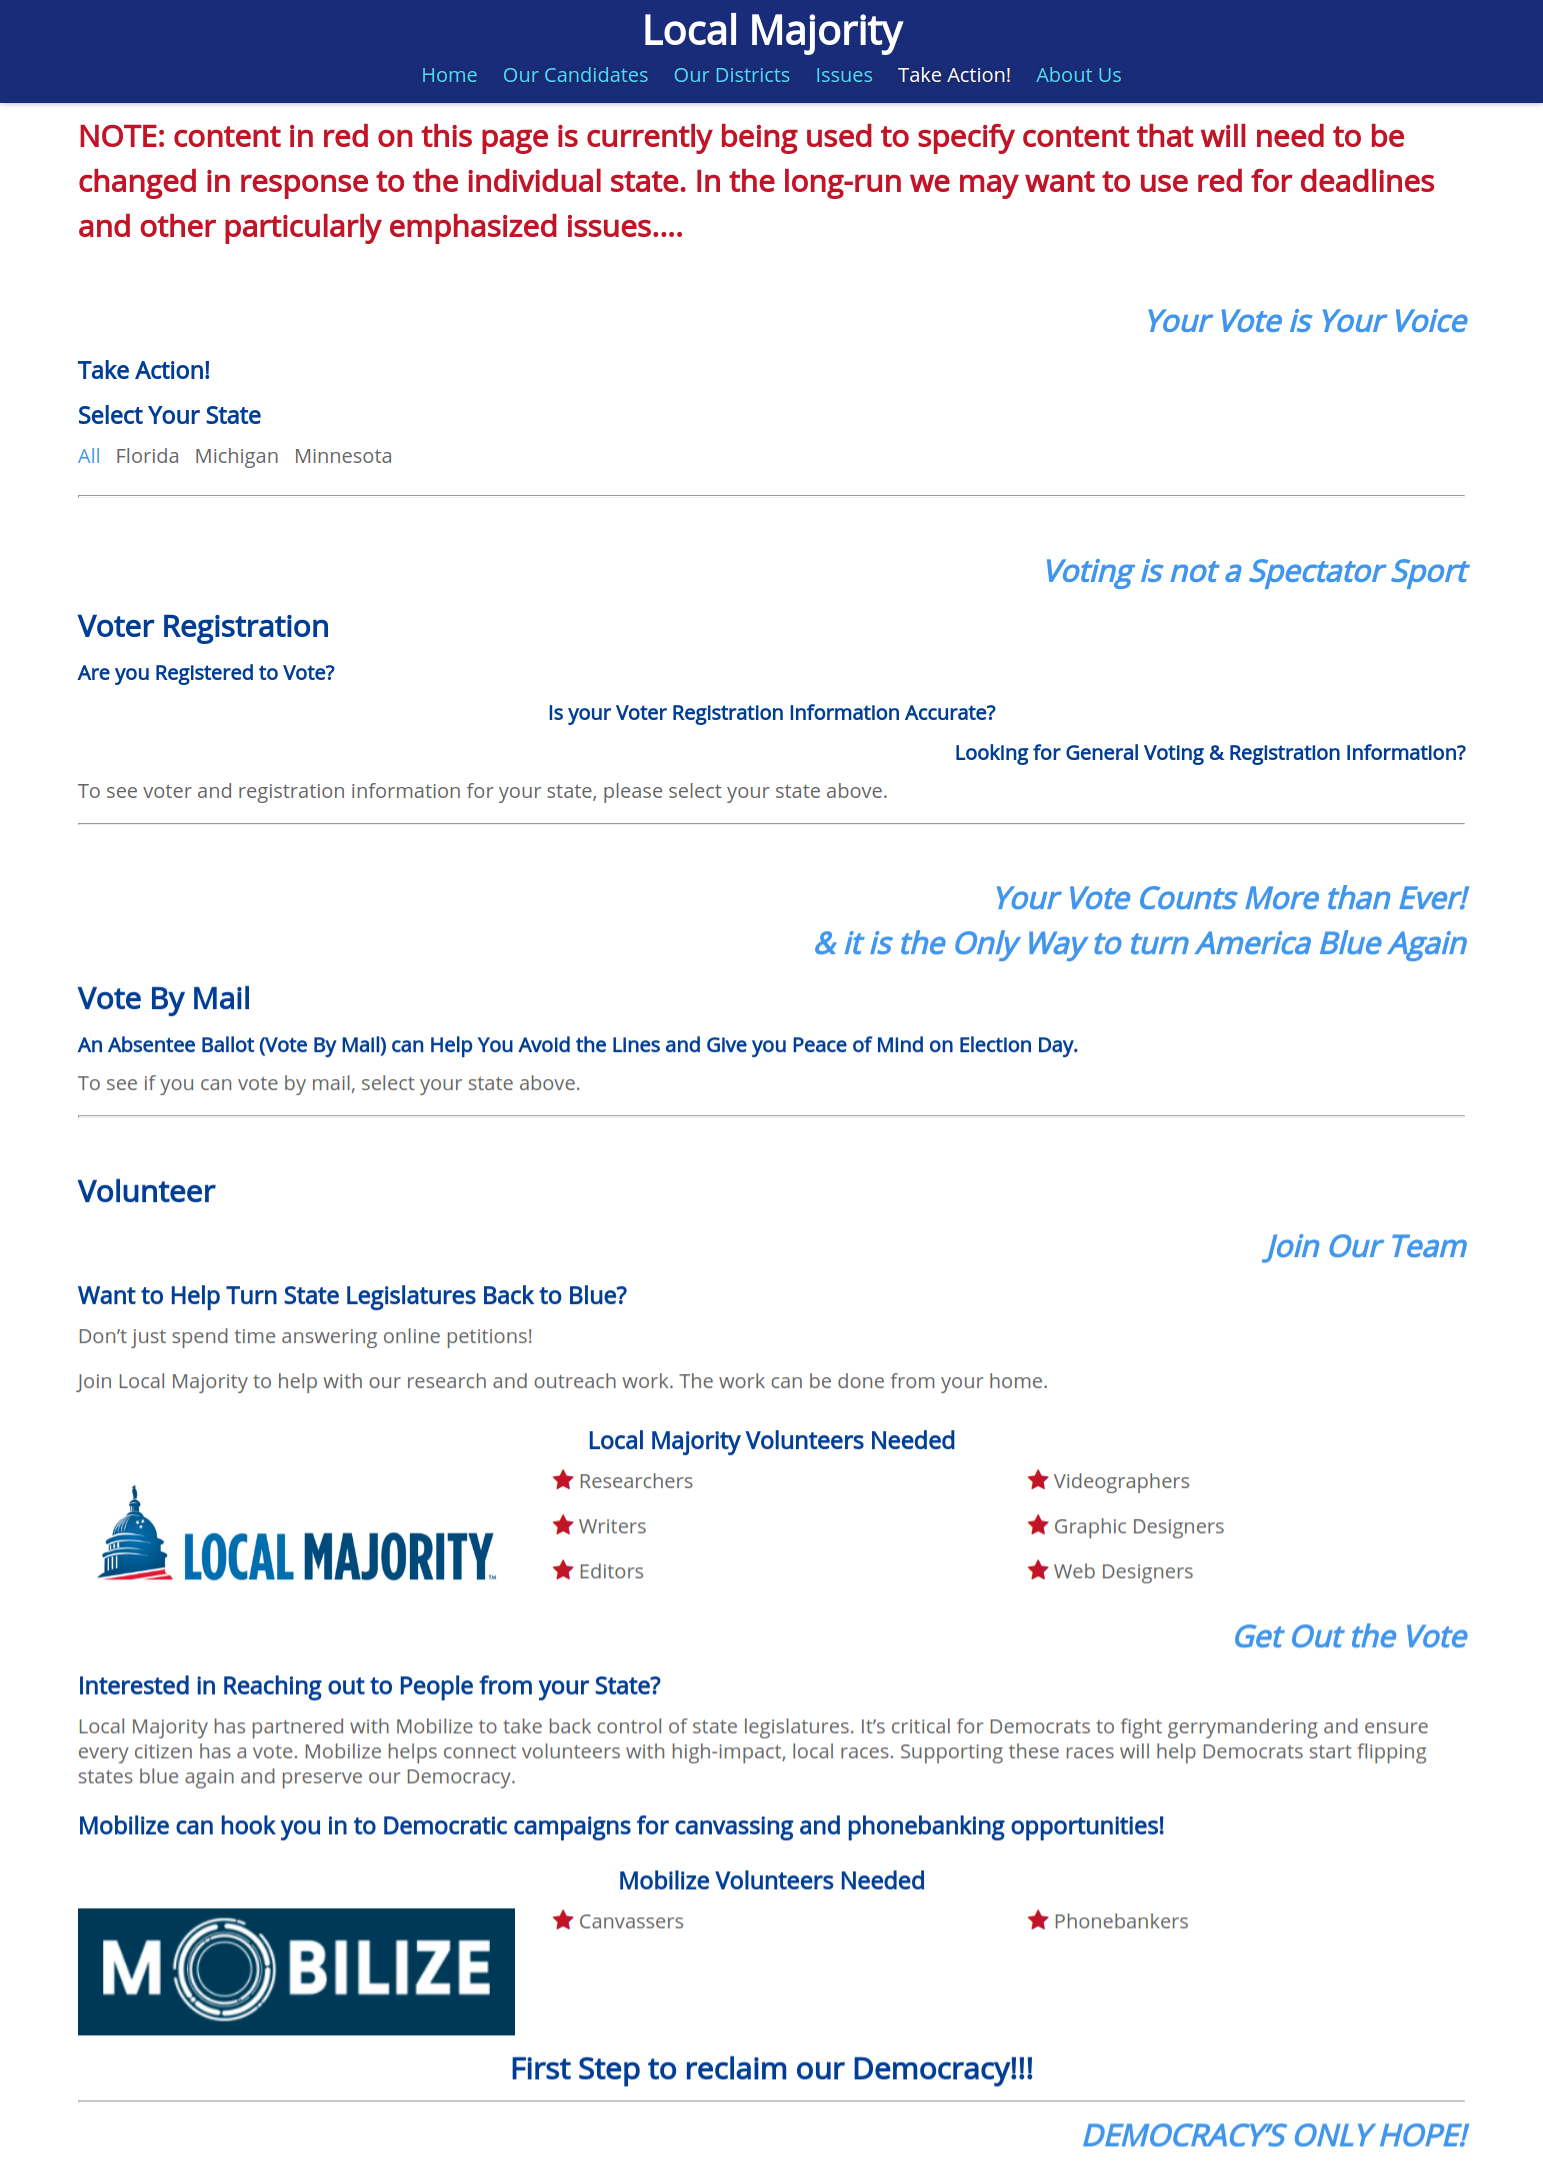 Local Majority
Home Our Candidates Our Districts Issues Take Action! About Us
NOTE: content in red on this page is currently being used to specify content that will need to be
changed in response to the individual state. In the long-run we may want to use red for deadlines
and other particularly emphasized issues....
Your Vote is Your Voice
Take Action!
Select Your State
All Florida Michigan Minnesota
Voting is not a Spectator Sport
Voter Registration
Are you Registered to Vote?
Is your Voter Registration Information Accurate?
Looking for General Voting & Registration Information?
To see voter and registration information for your state, please select your state above.
Your Vote Counts More than Ever!
& it is the Only Way to turn America Blue Again
Vote By Mail
An Absentee Ballot (Vote By Mail) can Help You Avoid the Lines and Give you Peace of Mind on Election Day.
To see if you can vote by mail, select your state above.
Volunteer
Join Our Team
Want to Help Turn State Legislatures Back to Blue?
Don’t just spend time answering online petitions!
Join Local Majority to help with our research and outreach work. The work can be done from your home.
Local Majority Volunteers Needed
LOCAL MAJORITY™
Researchers
Writers
Editors
Videographers
Graphic Designers
Web Designers
Get Out the Vote
Interested in Reaching out to People from your State?
Local Majority has partnered with Mobilize to take back control of state legislatures. It’s critical for Democrats to fight gerrymandering and ensure
every citizen has a vote. Mobilize helps connect volunteers with high-impact, local races. Supporting these races will help Democrats start flipping
states blue again and preserve our Democracy.
Mobilize can hook you in to Democratic campaigns for canvassing and phonebanking opportunities!
Mobilize Volunteers Needed
MOBILIZE
Canvassers
Phonebankers
First Step to reclaim our Democracy!!!
DEMOCRACY’S ONLY HOPE!